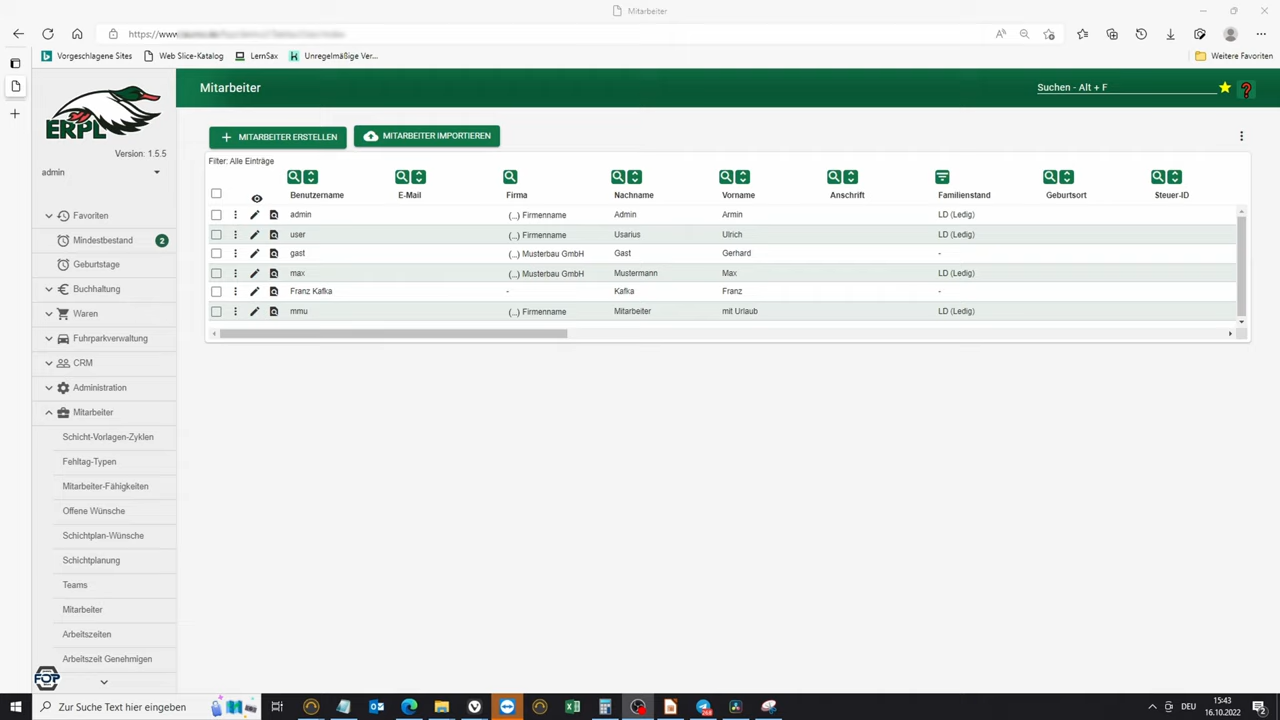 Mitarbeiter
https://www.
Vorgeschlagene Sites
Web Slice-Katalog
LernSax
Unregelmäßige Ver...
Weitere Favoriten
ERPL
Version: 1.5.5
admin
Mitarbeiter
Suchen - Alt + F
MITARBEITER ERSTELLEN
MITARBEITER IMPORTIEREN
Filter: Alle Einträge
Benutzername E-Mail Firma Nachname Vorname Anschrift Familienstand Geburtsort Steuer-ID
admin (...) Firmenname Admin Armin LD (Ledig)
user (...) Firmenname Usarius Ulrich LD (Ledig)
gast (...) Musterbau GmbH Gast Gerhard -
max (...) Musterbau GmbH Mustermann Max LD (Ledig)
Franz Kafka - Kafka Franz -
mmu (...) Firmenname Mitarbeiter mit Urlaub LD (Ledig)
Favoriten
Mindestbestand 2
Geburtstage
Buchhaltung
Waren
Fuhrparkverwaltung
CRM
Administration
Mitarbeiter
Schicht-Vorlagen-Zyklen
Fehltag-Typen
Mitarbeiter-Fähigkeiten
Offene Wünsche
Schichtplan-Wünsche
Schichtplanung
Teams
Mitarbeiter
Arbeitszeiten
Arbeitszeit Genehmigen
FOP
Zur Suche Text hier eingeben
DEU
15:43
16.10.2022
2